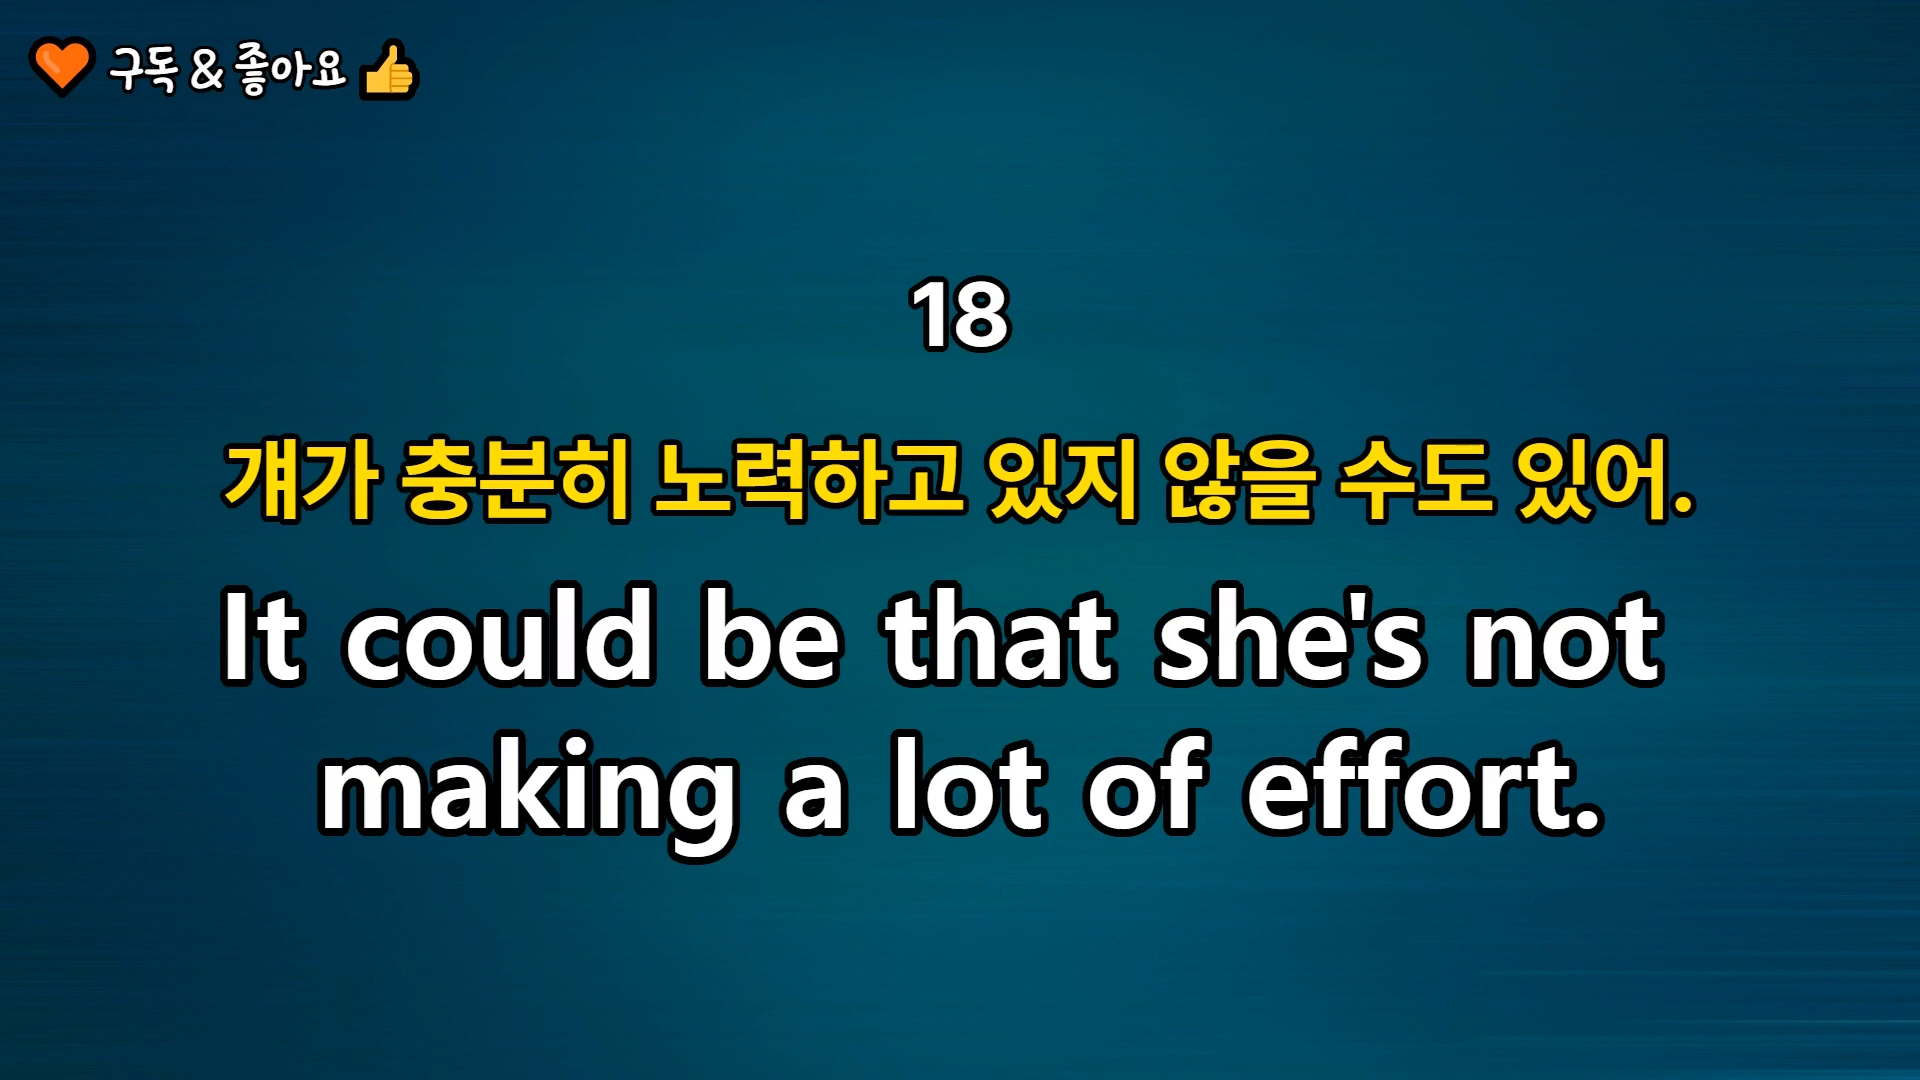 구독 & 좋아요
18
걔가 충분히 노력하고 있지 않을 수도 있어.
It could be that she's not
making a lot of effort.